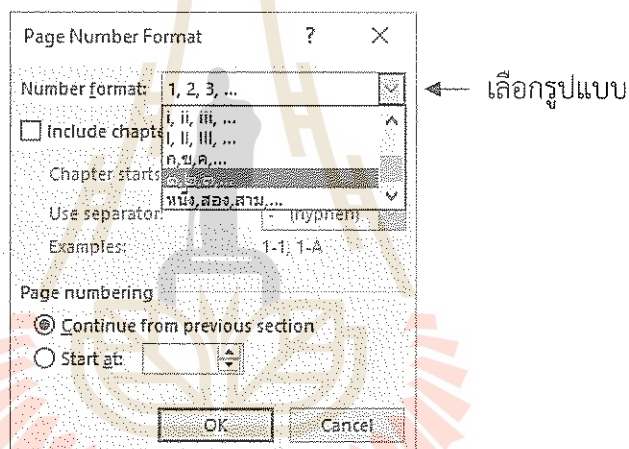 Page Number Format ? ×
Number format: 1, 2, 3, ...
เลือกรูปแบบ
i, ii, iii, ...
Include chapte
I, II, III, ...
ก,ข,ค,...
Chapter starts
หนึ่ง,สอง,สาม,...
Use separator: - (hyphen)
Examples: 1-1, 1-A
Page numbering
Continue from previous section
Start at:
OK Cancel